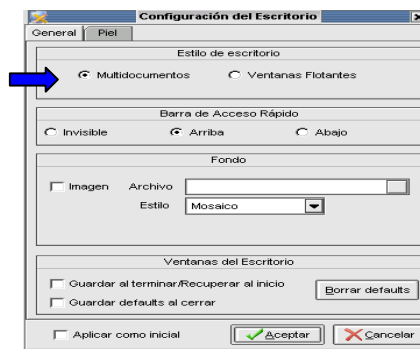 Configuración del Escritorio
General Piel
Estilo de escritorio
Multidocumentos Ventanas Flotantes
Barra de Acceso Rápido
Invisible Arriba Abajo
Fondo
Imagen Archivo
Estilo Mosaico
Ventanas del Escritorio
Guardar al terminar/Recuperar al inicio
Borrar defaults
Guardar defaults al cerrar
Aplicar como inicial Aceptar Cancelar